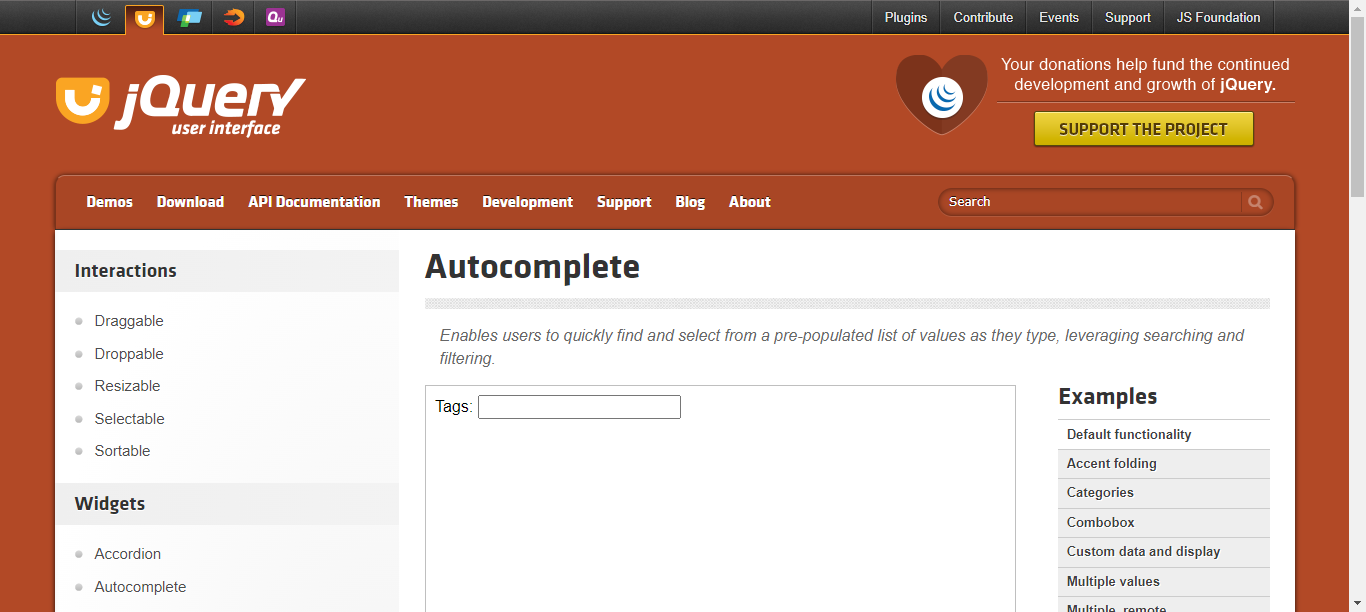 Qu
Plugins
Contribute
Events
Support
JS Foundation
jQuery
user interface
Your donations help fund the continued
development and growth of jQuery.
SUPPORT THE PROJECT
Demos
Download
API Documentation
Themes
Development
Support
Blog
About
Search
Interactions
Draggable
Droppable
Resizable
Selectable
Sortable
Widgets
Accordion
Autocomplete
Autocomplete
Enables users to quickly find and select from a pre-populated list of values as they type, leveraging searching and
filtering.
Tags:
Examples
Default functionality
Accent folding
Categories
Combobox
Custom data and display
Multiple values
Multiple, remote